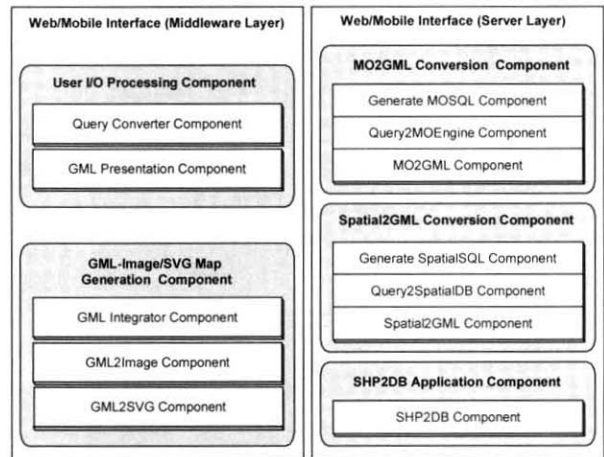 Web/Mobile Interface (Middleware Layer)
User I/O Processing Component
Query Converter Component
GML Presentation Component
GML-Image/SVG Map
Generation Component
GML Integrator Component
GML2Image Component
GML2SVG Component
Web/Mobile Interface (Server Layer)
MO2GML Conversion Component
Generate MOSQL Component
Query2MOEngine Component
MO2GML Component
Spatial2GML Conversion Component
Generate SpatialSQL Component
Query2SpatialDB Component
Spatial2GML Component
SHP2DB Application Component
SHP2DB Component